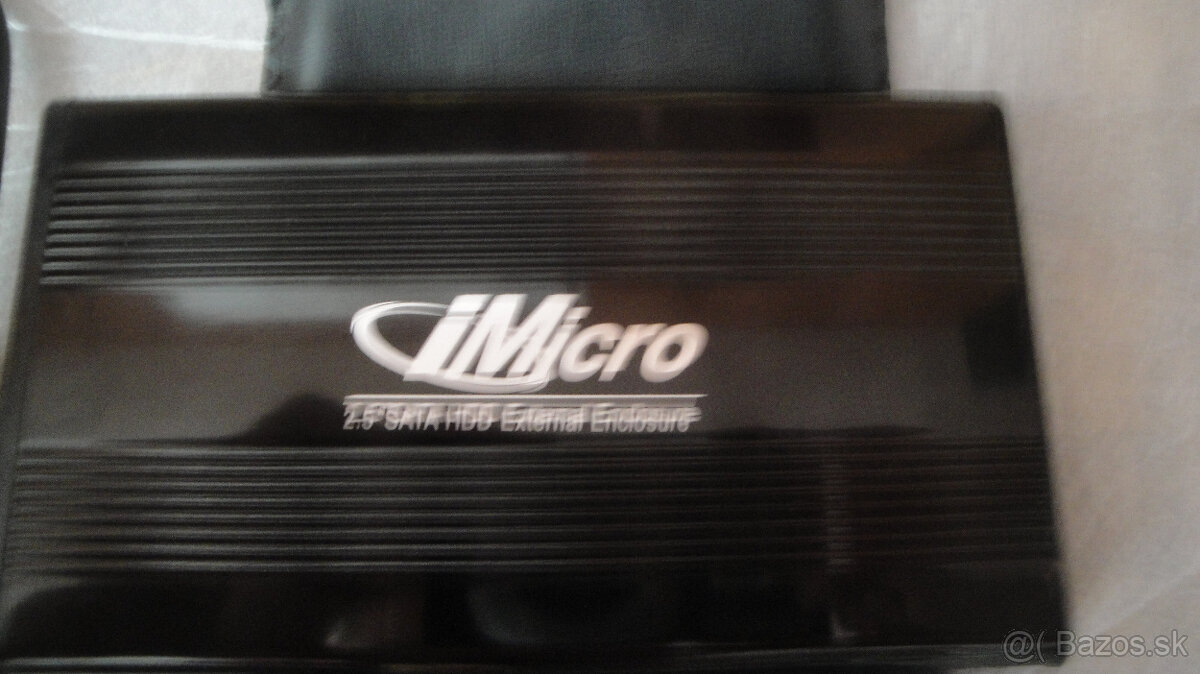 iMicro
2.5" SATA HDD External Enclosure
@( Bazos.sk